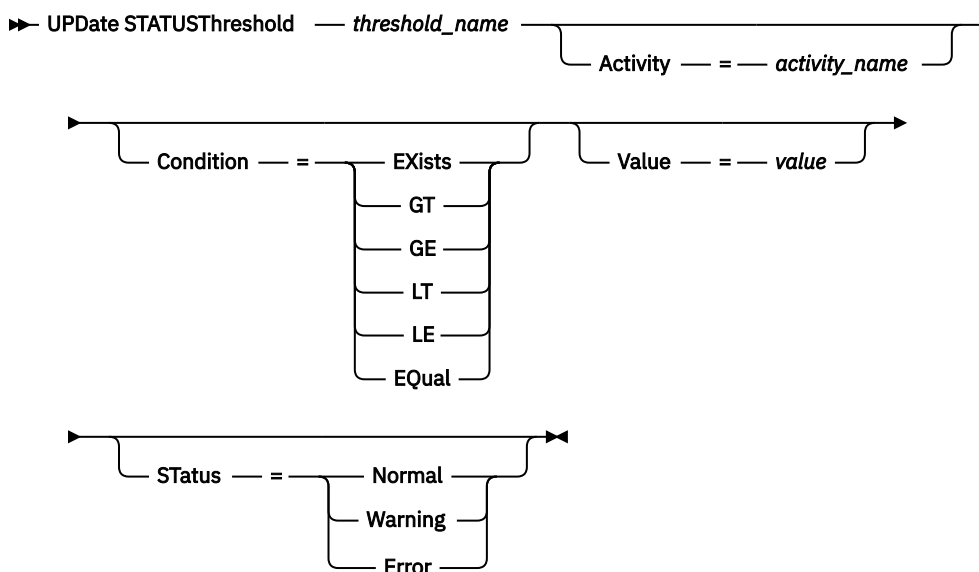 UPDate STATUSThreshold threshold_name
Activity = activity_name
Condition = EXists
GT
GE
LT
LE
EQual
Value = value
STatus = Normal
Warning
Error